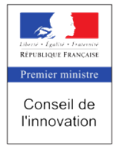 Liberté • Égalité • Fraternité
RÉPUBLIQUE FRANÇAISE
Premier ministre
Conseil de
l'innovation